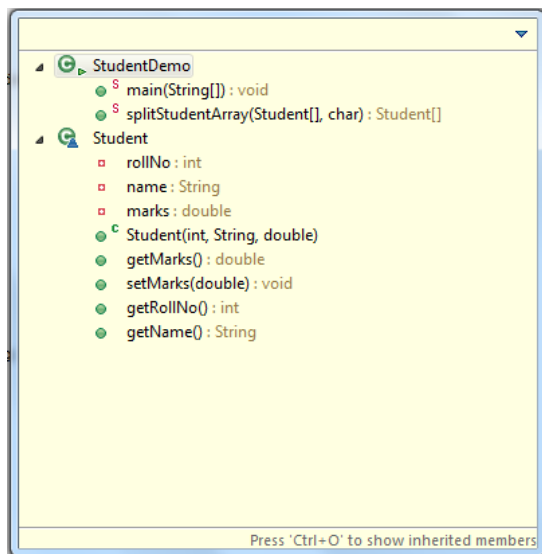 StudentDemo
main(String[]) : void
splitStudentArray(Student[], char) : Student[]
Student
rollNo : int
name : String
marks : double
Student(int, String, double)
getMarks() : double
setMarks(double) : void
getRollNo() : int
getName() : String
Press 'Ctrl+O' to show inherited members